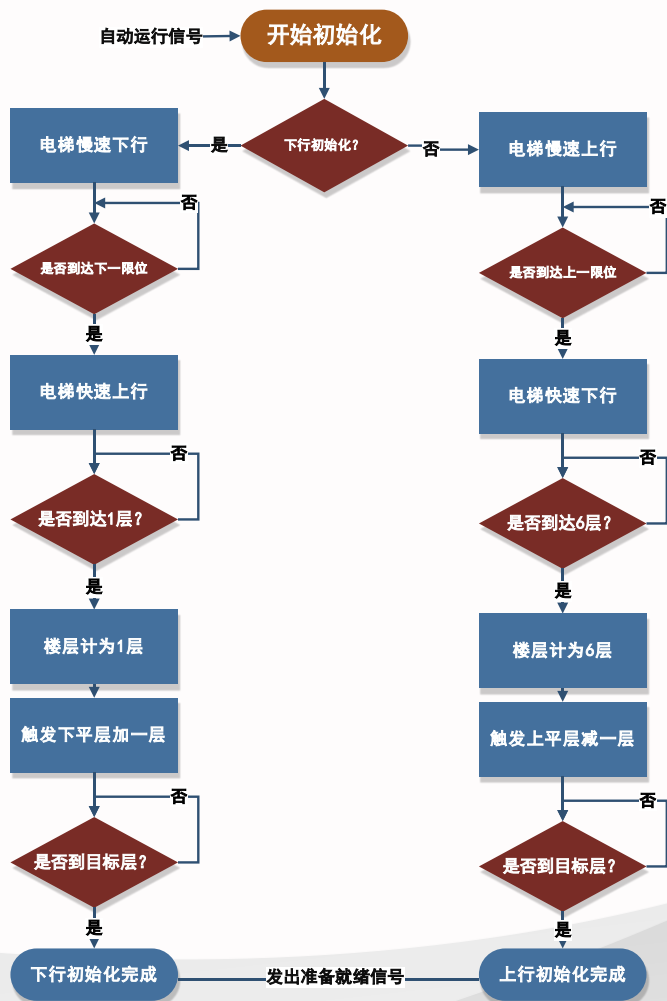 自动运行信号
开始初始化
下行初始化?
是
否
电梯慢速下行
否
是否到达下一限位
是
电梯快速上行
否
是否到达1层?
是
楼层计为1层
触发下平层加一层
否
是否到目标层?
是
下行初始化完成
电梯慢速上行
否
是否到达上一限位
是
电梯快速下行
否
是否到达6层?
是
楼层计为6层
触发上平层减一层
否
是否到目标层?
是
上行初始化完成
发出准备就绪信号